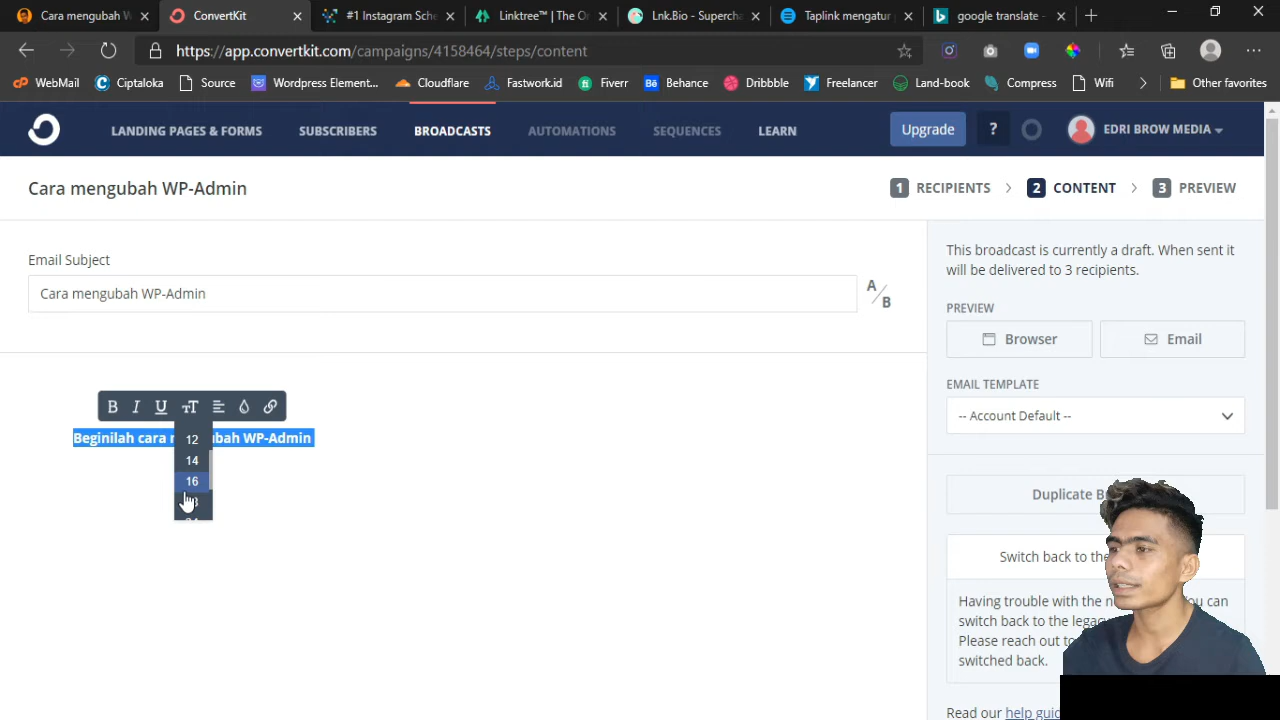 Cara mengubah W
ConvertKit
#1 Instagram Sche
Linktree™ | The O
Lnk.Bio - Supercha
Taplink mengatur
google translate -
https://app.convertkit.com/campaigns/4158464/steps/content
WebMail
Ciptaloka
Source
Wordpress Element...
Cloudflare
Fastwork.id
Fiverr
Behance
Dribbble
Freelancer
Land-book
Compress
Wifi
Other favorites
LANDING PAGES & FORMS
SUBSCRIBERS
BROADCASTS
AUTOMATIONS
SEQUENCES
LEARN
Upgrade
?
EDRI BROW MEDIA
Cara mengubah WP-Admin
1 RECIPIENTS
2 CONTENT
3 PREVIEW
Email Subject
Cara mengubah WP-Admin
A/B
This broadcast is currently a draft. When sent it
will be delivered to 3 recipients.
PREVIEW
Browser
Email
EMAIL TEMPLATE
-- Account Default --
B I U TT
Beginilah cara m ubah WP-Admin
12
14
16
Duplicate B
Switch back to the
Having trouble with the n ou can
switch back to the lega
Please reach out to
switched back.
Read our help guid